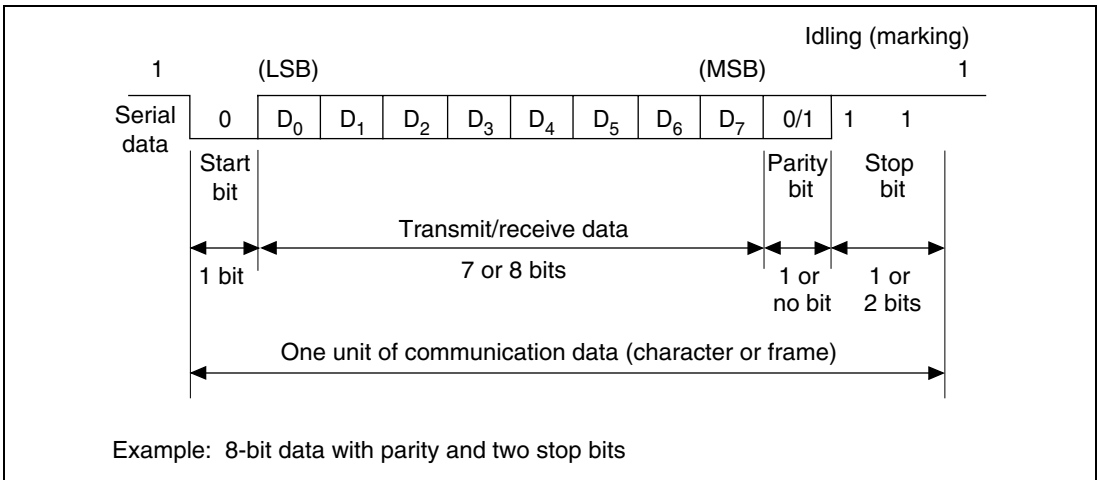 Idling (marking)
1 (LSB) (MSB) 1
Serial data 0 D0 D1 D2 D3 D4 D5 D6 D7 0/1 1 1
Start bit Parity bit Stop bit
Transmit/receive data
1 bit 7 or 8 bits 1 or no bit 1 or 2 bits
One unit of communication data (character or frame)
Example: 8-bit data with parity and two stop bits